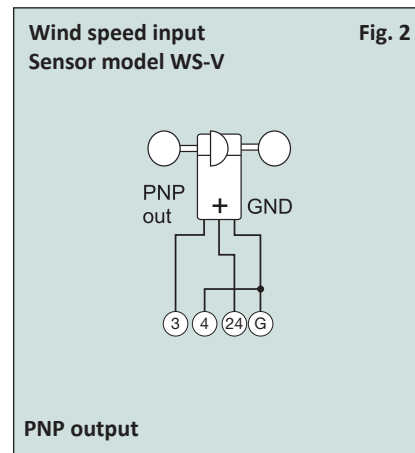 Wind speed input Fig. 2
Sensor model WS-V
PNP
out
+ GND
3 4 24 G
PNP output